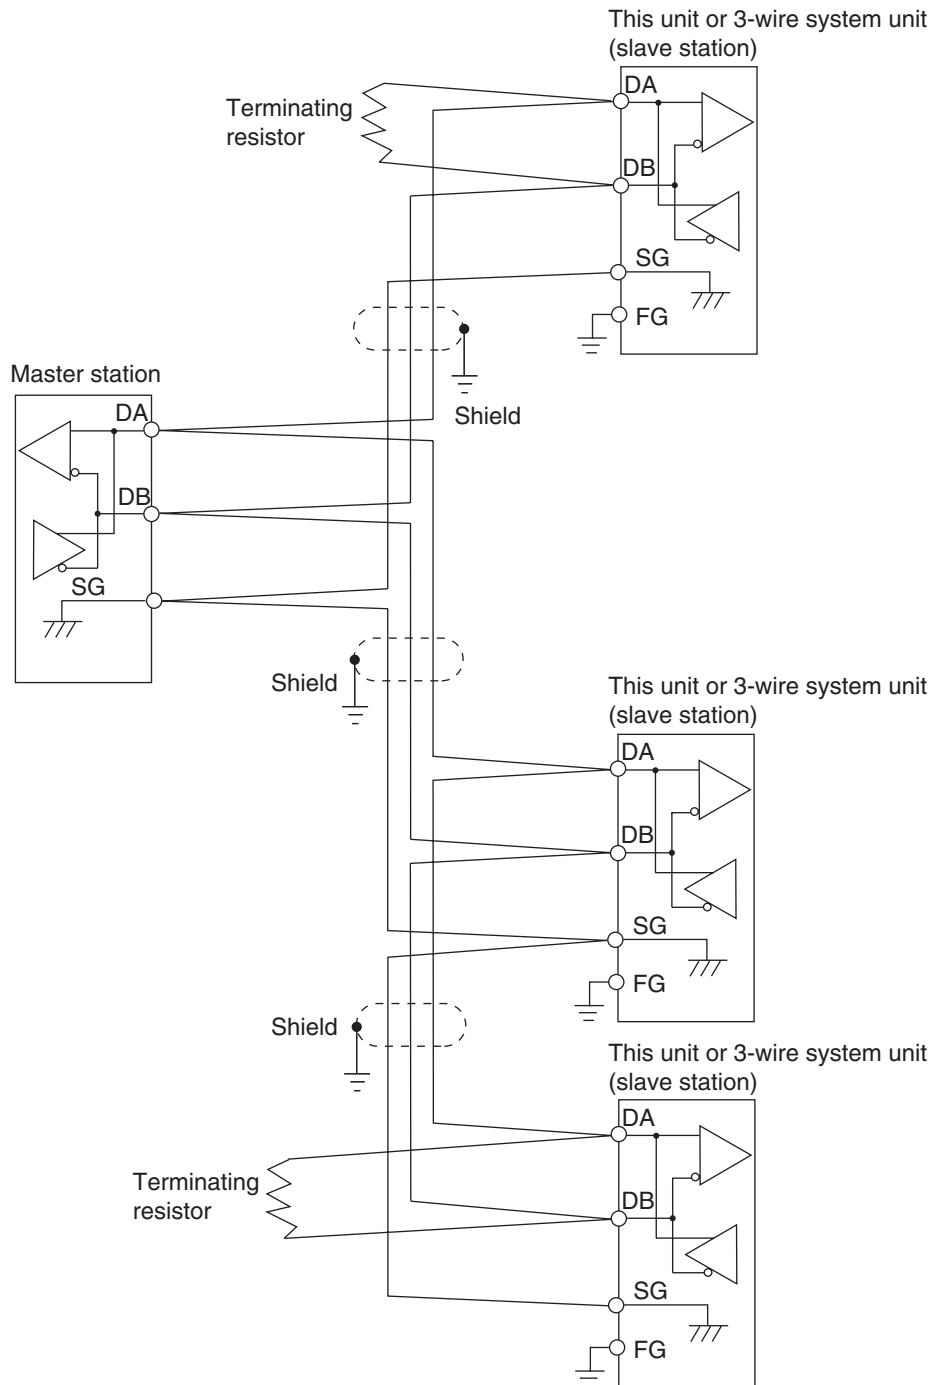 This unit or 3-wire system unit
(slave station)
Terminating
resistor
DA
DB
SG
FG
Shield
Master station
DA
DB
SG
Shield
This unit or 3-wire system unit
(slave station)
DA
DB
SG
FG
Shield
This unit or 3-wire system unit
(slave station)
DA
Terminating
resistor
DB
SG
FG